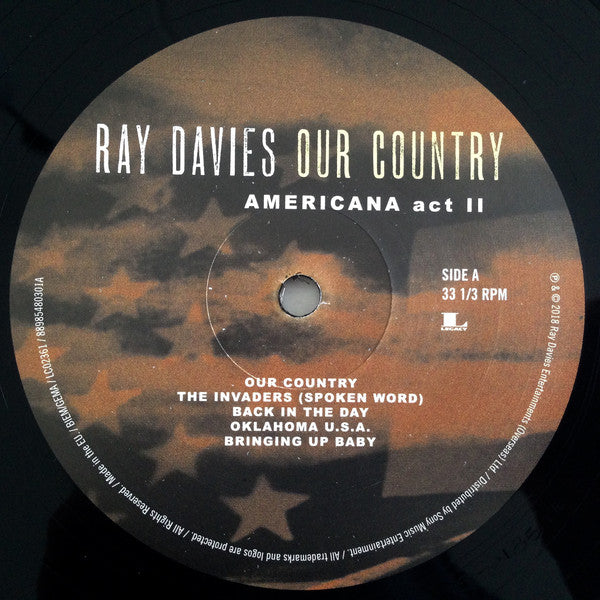 RAY DAVIES OUR COUNTRY
AMERICANA act II
SIDE A
33 1/3 RPM
L
LEGACY
OUR COUNTRY
THE INVADERS (SPOKEN WORD)
BACK IN THE DAY
OKLAHOMA U.S.A.
BRINGING UP BABY
℗ & © 2018 Ray Davies Entertainments (Overseas) Ltd. / Distributed by Sony Music Entertainment. / All trademarks and logos are protected. / All Rights Reserved. / Made in the EU. / BIEM/GEMA / LC02361 / 88985480301A